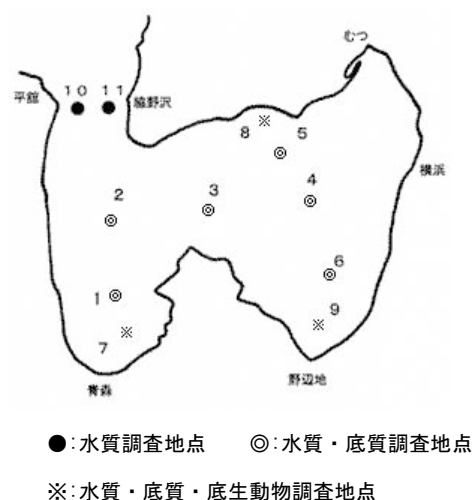 むつ
10 11
平舘
脇野沢
8
5
横浜
2
3
4
6
1
9
7
野辺地
青森
●:水質調査地点 ◎:水質・底質調査地点
※:水質・底質・底生動物調査地点